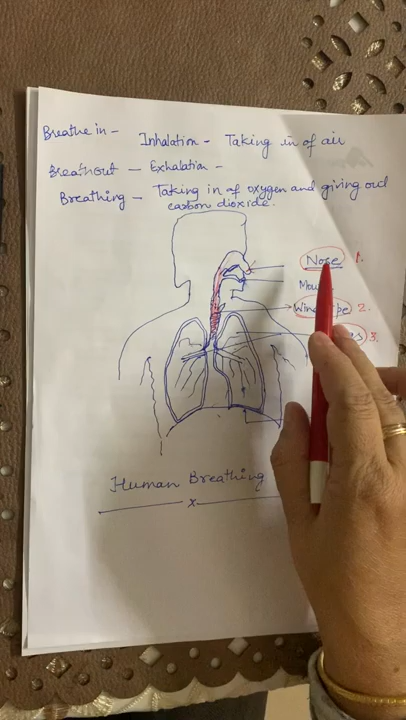 Breathe in - Inhalation - Taking in of air
Breathout - Exhalation -
Breathing - Taking in of oxygen and giving out
carbon dioxide.
Nose 1.
2.
3.
Human Breathing
x